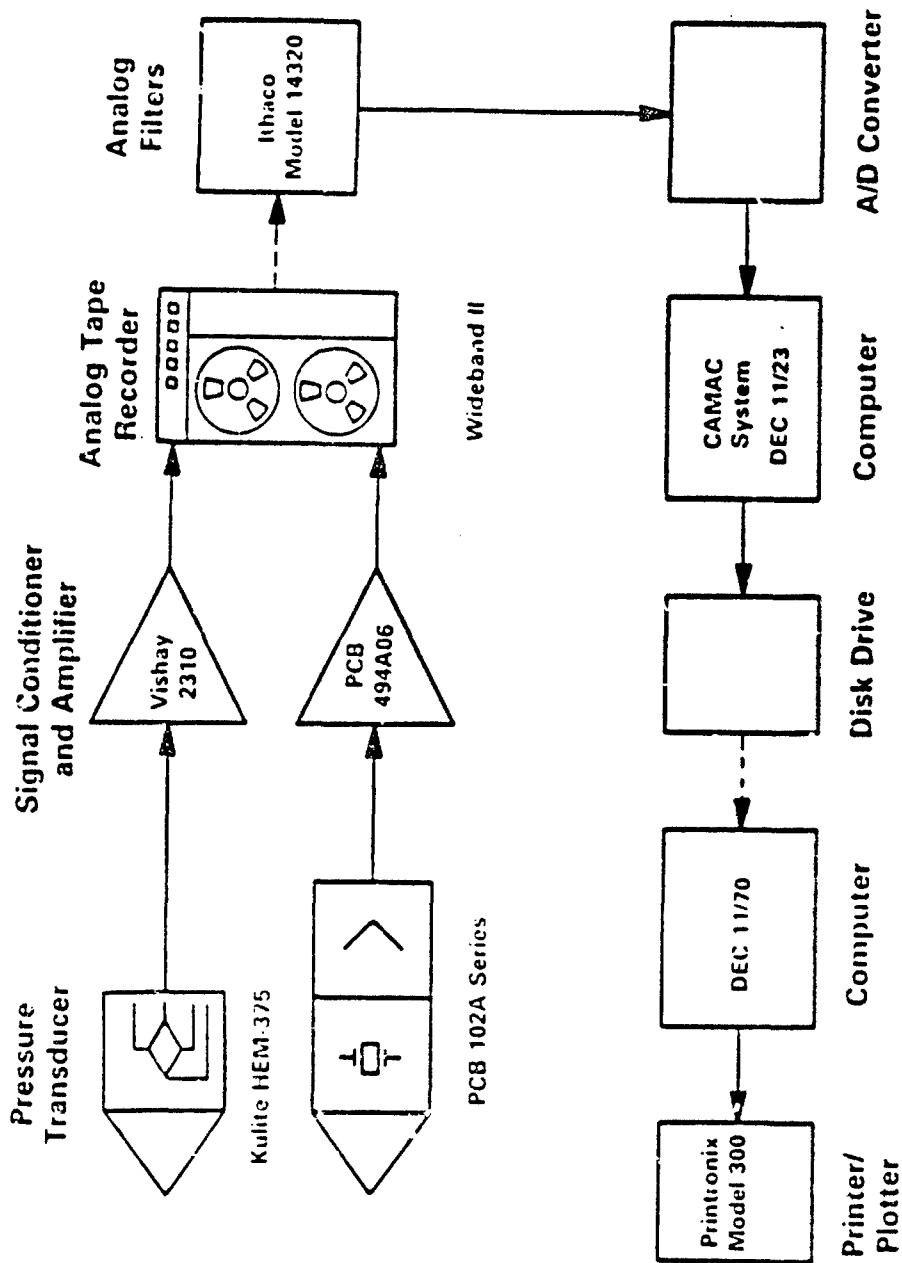 Pressure
Transducer
Kulite HEM-375
PCB 102A Series
Signal Conditioner
and Amplifier
Vishay
2310
PCB
494A06
Analog Tape
Recorder
Wideband II
Analog
Filters
Ithaco
Model 14320
A/D Converter
CAMAC
System
DEC 11/23
Computer
Disk Drive
DEC 11/70
Computer
Printronix
Model 300
Printer/
Plotter